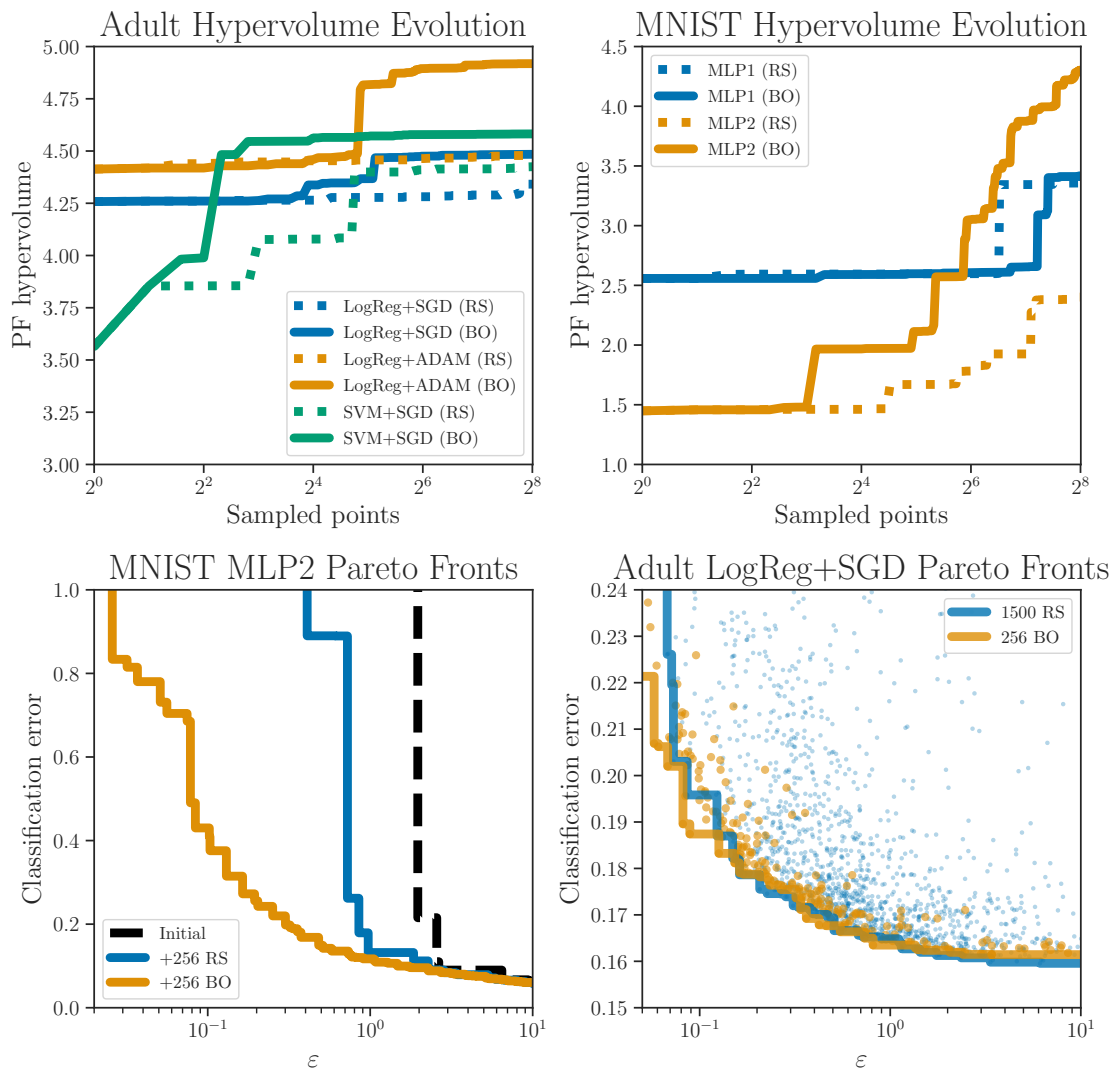 Adult Hypervolume Evolution
PF hypervolume
5.00
4.75
4.50
4.25
4.00
3.75
3.50
3.25
3.00
LogReg+SGD (RS)
LogReg+SGD (BO)
LogReg+ADAM (RS)
LogReg+ADAM (BO)
SVM+SGD (RS)
SVM+SGD (BO)
2^0
2^2
2^4
2^6
2^8
Sampled points
MNIST Hypervolume Evolution
PF hypervolume
4.5
4.0
3.5
3.0
2.5
2.0
1.5
1.0
MLP1 (RS)
MLP1 (BO)
MLP2 (RS)
MLP2 (BO)
2^0
2^2
2^4
2^6
2^8
Sampled points
MNIST MLP2 Pareto Fronts
Classification error
1.0
0.8
0.6
0.4
0.2
0.0
Initial
+256 RS
+256 BO
10^−1
10^0
10^1
ε
Adult LogReg+SGD Pareto Fronts
Classification error
0.24
0.23
0.22
0.21
0.20
0.19
0.18
0.17
0.16
0.15
1500 RS
256 BO
10^−1
10^0
10^1
ε